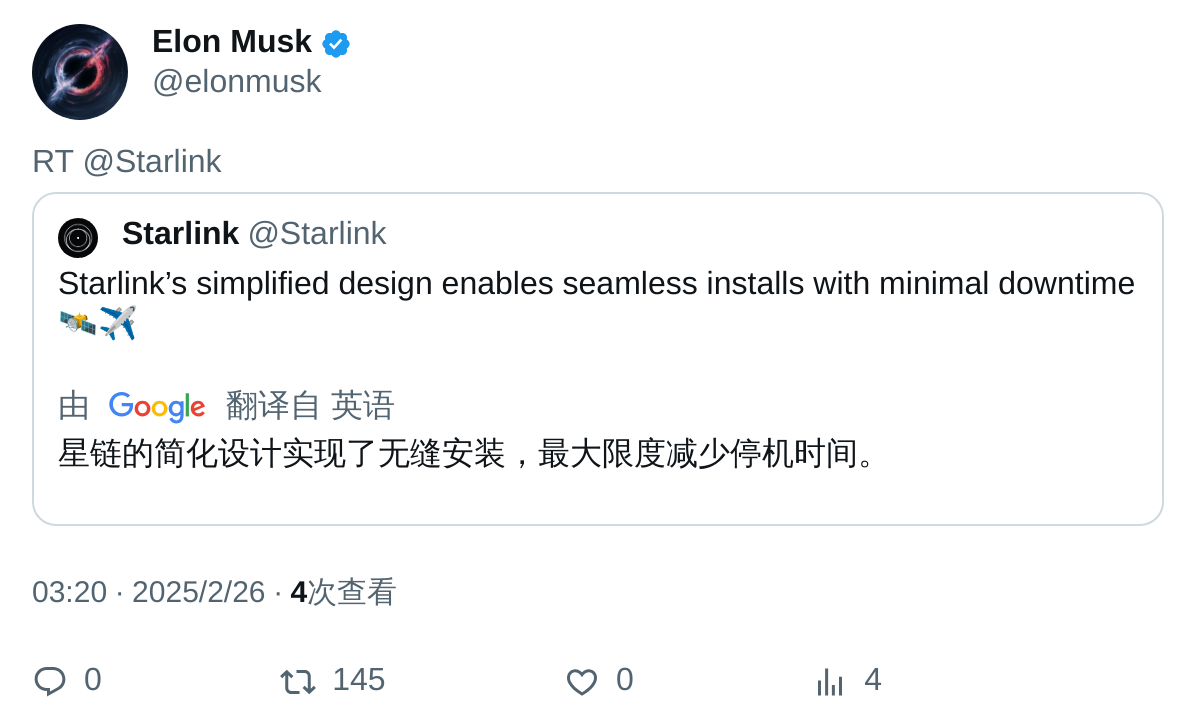 Elon Musk
@elonmusk
RT @Starlink
Starlink @Starlink
Starlink’s simplified design enables seamless installs with minimal downtime
🛰️✈️
由 Google 翻译自 英语
星链的简化设计实现了无缝安装，最大限度减少停机时间。
03:20 · 2025/2/26 · 4次查看
0 145 0 4